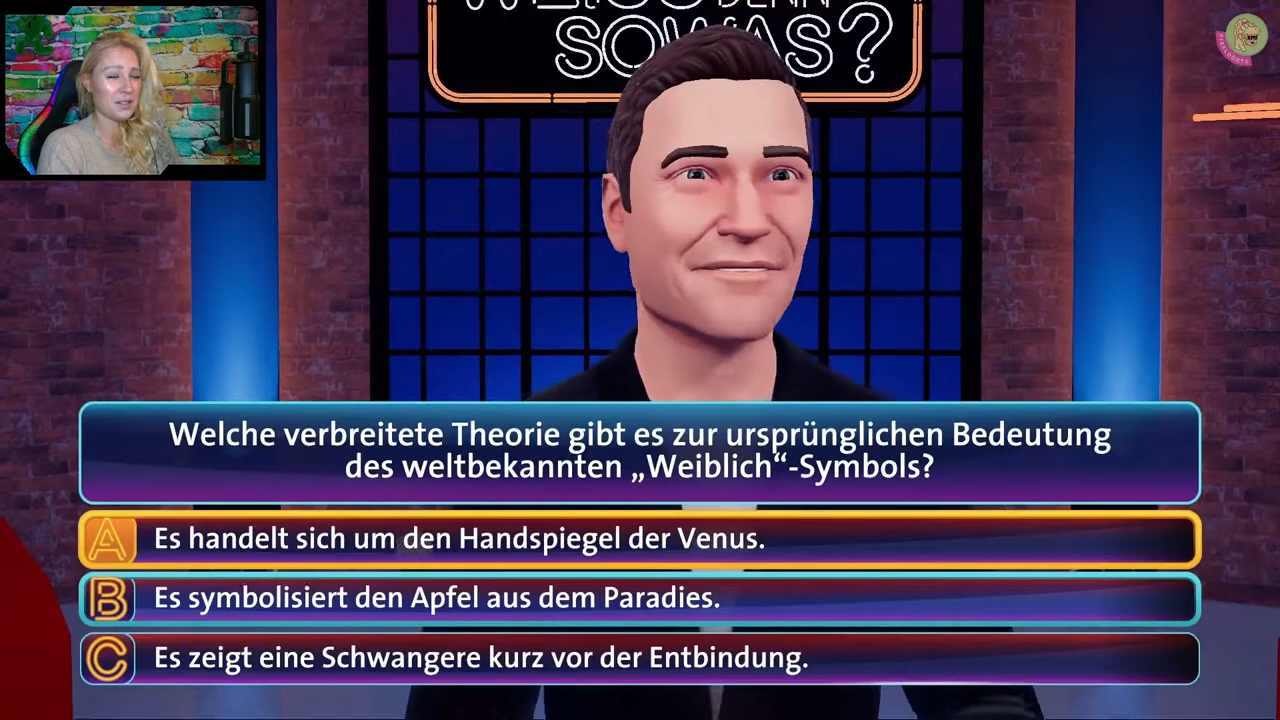 SOWAS?
Welche verbreitete Theorie gibt es zur ursprünglichen Bedeutung
des weltbekannten „Weiblich“-Symbols?
A Es handelt sich um den Handspiegel der Venus.
B Es symbolisiert den Apfel aus dem Paradies.
C Es zeigt eine Schwangere kurz vor der Entbindung.